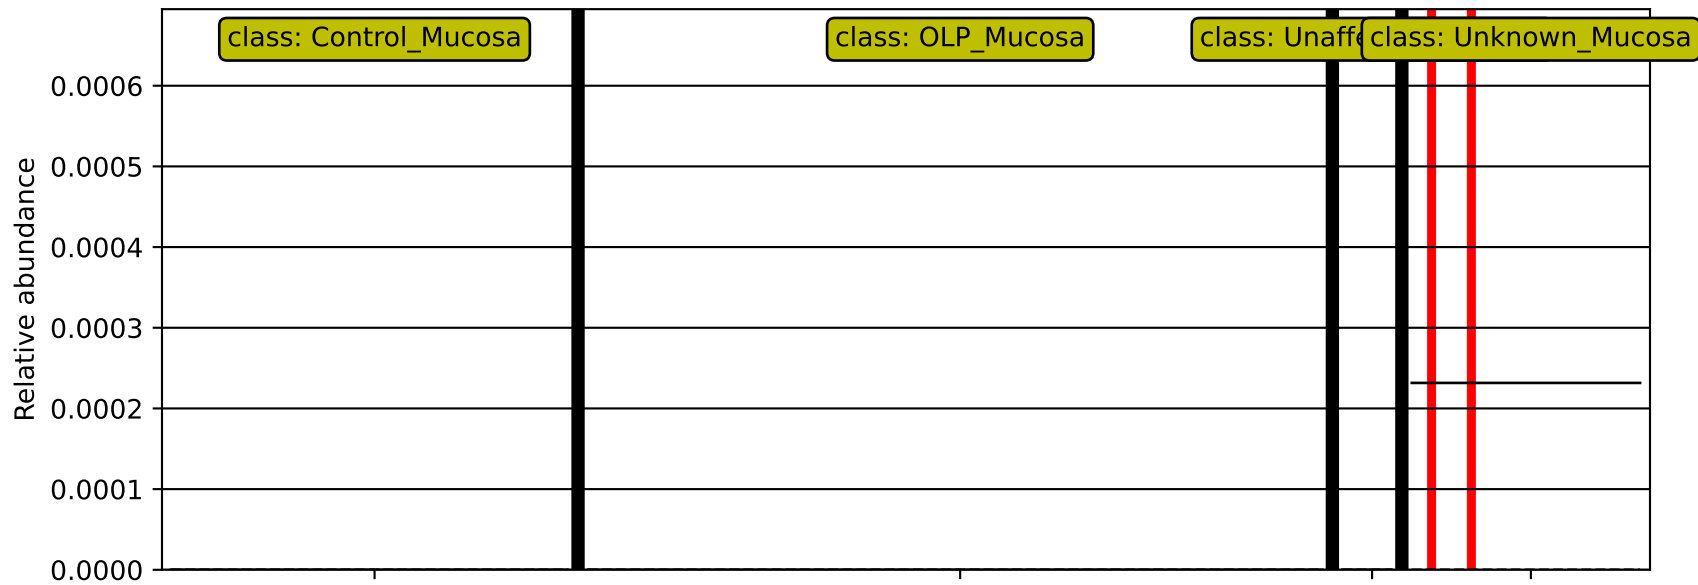 class: Control_Mucosa
class: OLP_Mucosa
class: Unaffe
class: Unknown_Mucosa
0.0006
0.0005
0.0004
0.0003
0.0002
0.0001
0.0000
Relative abundance